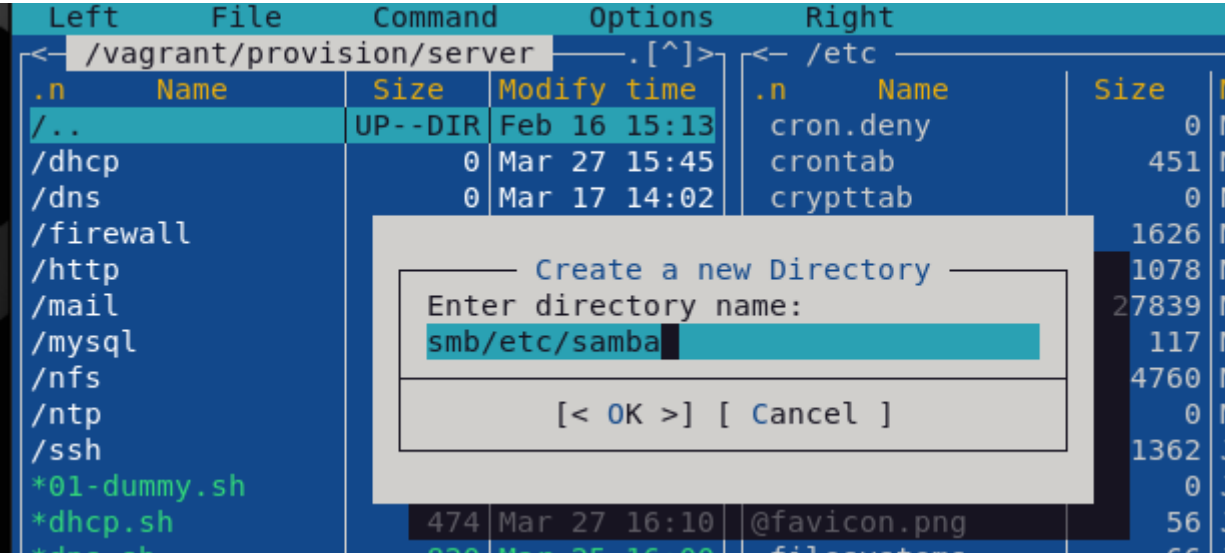 Left File Command Options Right
<– /vagrant/provision/server .[^]> <– /etc
.n Name Size Modify time .n Name Size
/.. UP--DIR Feb 16 15:13 cron.deny 0
/dhcp 0 Mar 27 15:45 crontab 451
/dns 0 Mar 17 14:02 crypttab 0
/firewall 1626
/http Create a new Directory 1078
/mail Enter directory name: 27839
/mysql smb/etc/samba 117
/nfs 4760
/ntp [< OK >] [ Cancel ] 0
/ssh 1362
*01-dummy.sh 0
*dhcp.sh 474 Mar 27 16:10 @favicon.png 56